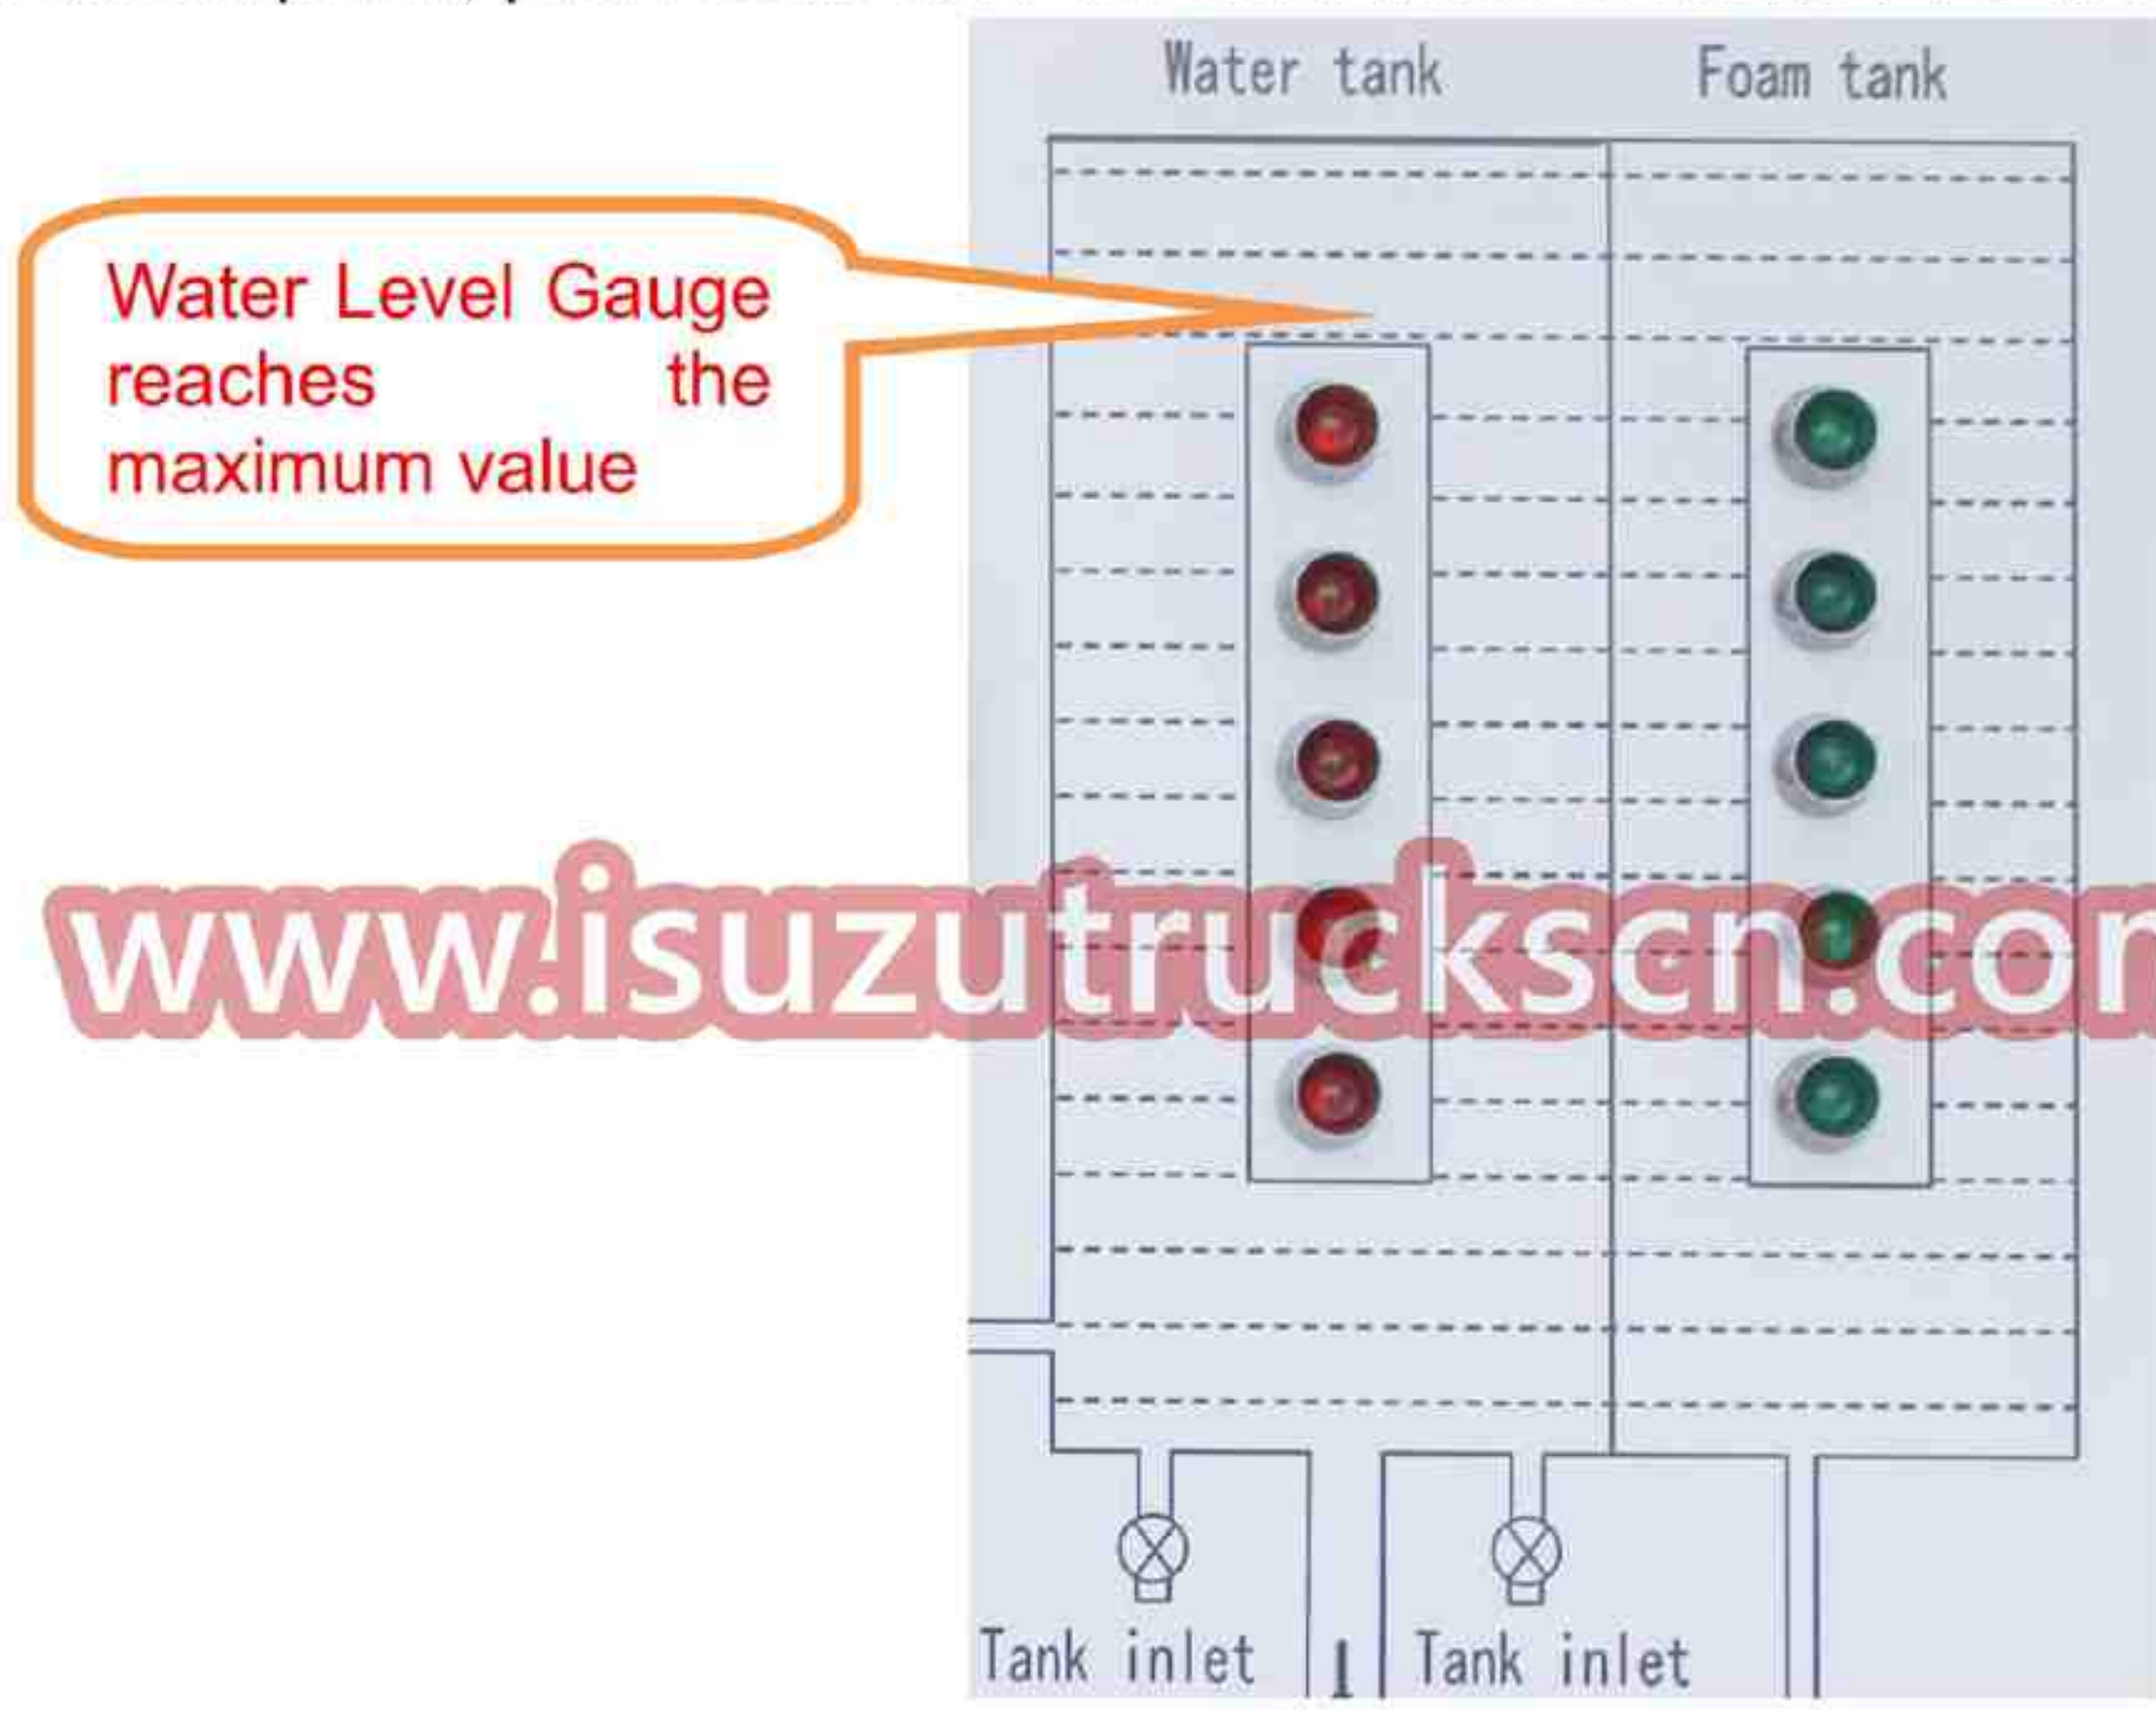 Water tank
Foam tank
Water Level Gauge
reaches the
maximum value
www.isuzutruckscn.com
Tank inlet
Tank inlet